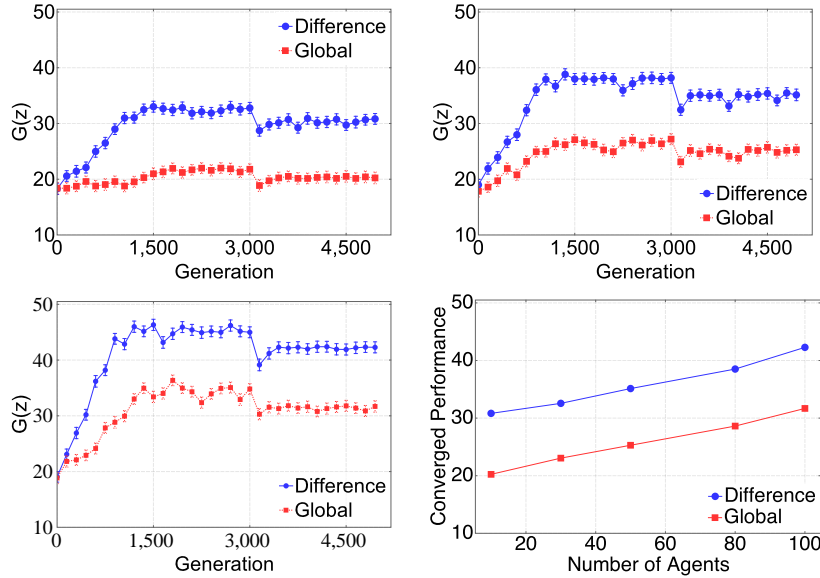 50
40
30
20
10
G(z)
Difference
Global
0
1,500
3,000
4,500
Generation
50
40
30
20
10
G(z)
Difference
Global
0
1,500
3,000
4,500
Generation
50
40
30
20
10
G(z)
Difference
Global
0
1,500
3,000
4,500
Generation
50
40
30
20
10
Converged Performance
Difference
Global
20
40
60
80
100
Number of Agents